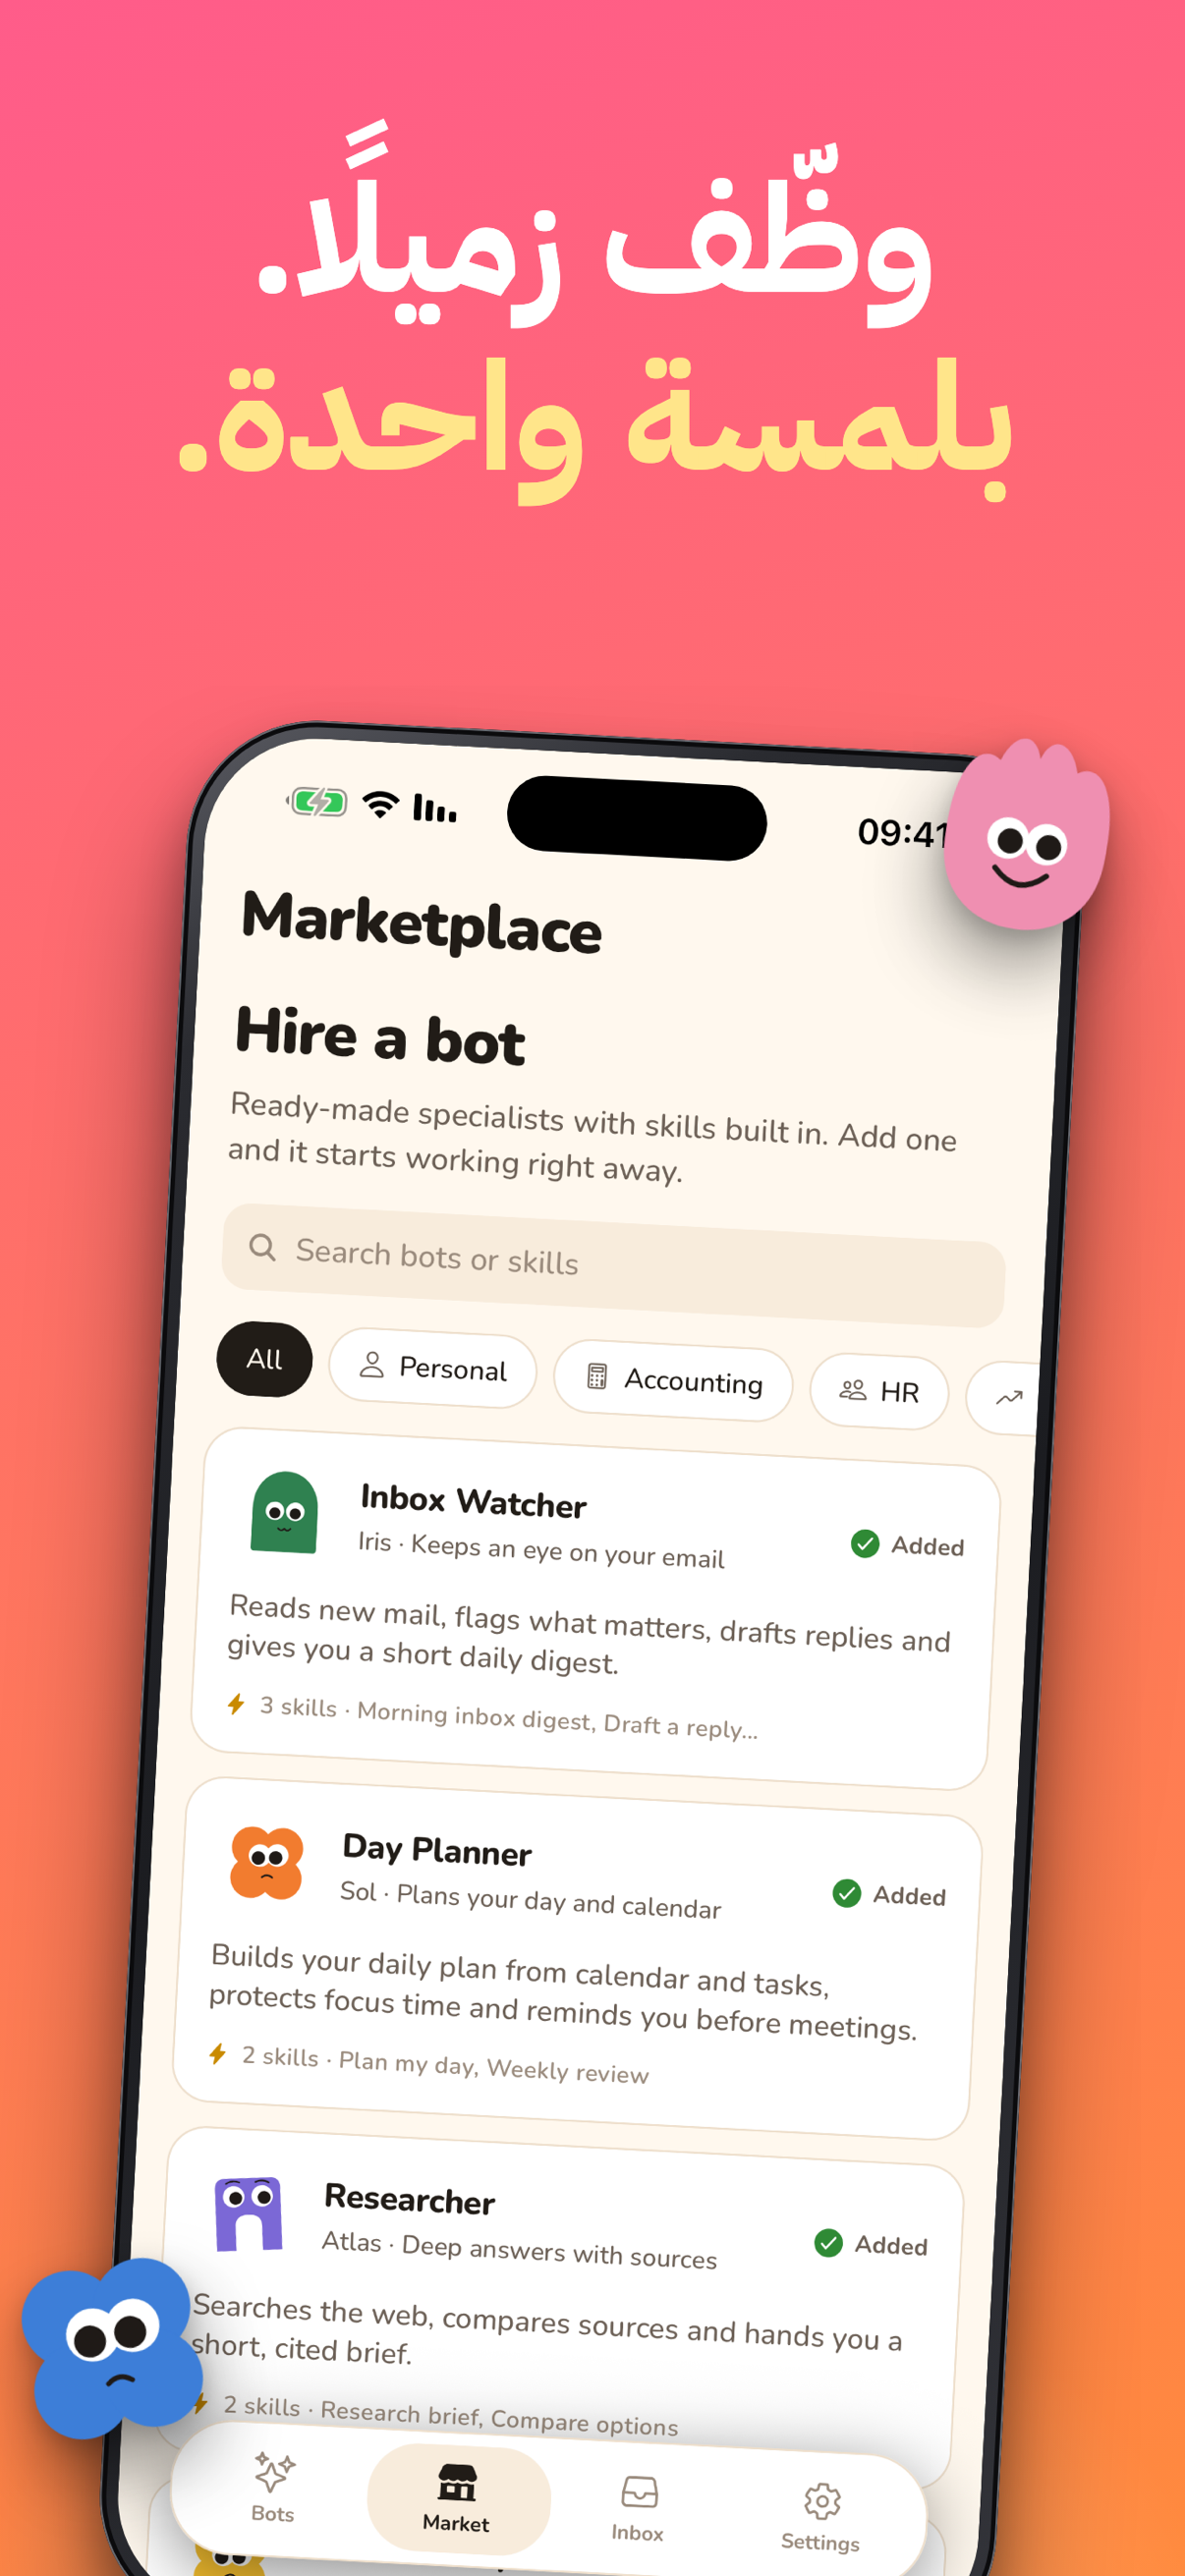 وظّف زميلًا.
بلمسة واحدة.
09:41
Marketplace
Hire a bot
Ready-made specialists with skills built in. Add one
and it starts working right away.
Search bots or skills
All Personal Accounting HR
Inbox Watcher
Iris · Keeps an eye on your email
Added
Reads new mail, flags what matters, drafts replies and
gives you a short daily digest.
3 skills · Morning inbox digest, Draft a reply...
Day Planner
Sol · Plans your day and calendar
Added
Builds your daily plan from calendar and tasks,
protects focus time and reminds you before meetings.
2 skills · Plan my day, Weekly review
Researcher
Atlas · Deep answers with sources
Added
Searches the web, compares sources and hands you a
short, cited brief.
2 skills · Research brief, Compare options
Bots Market Inbox Settings